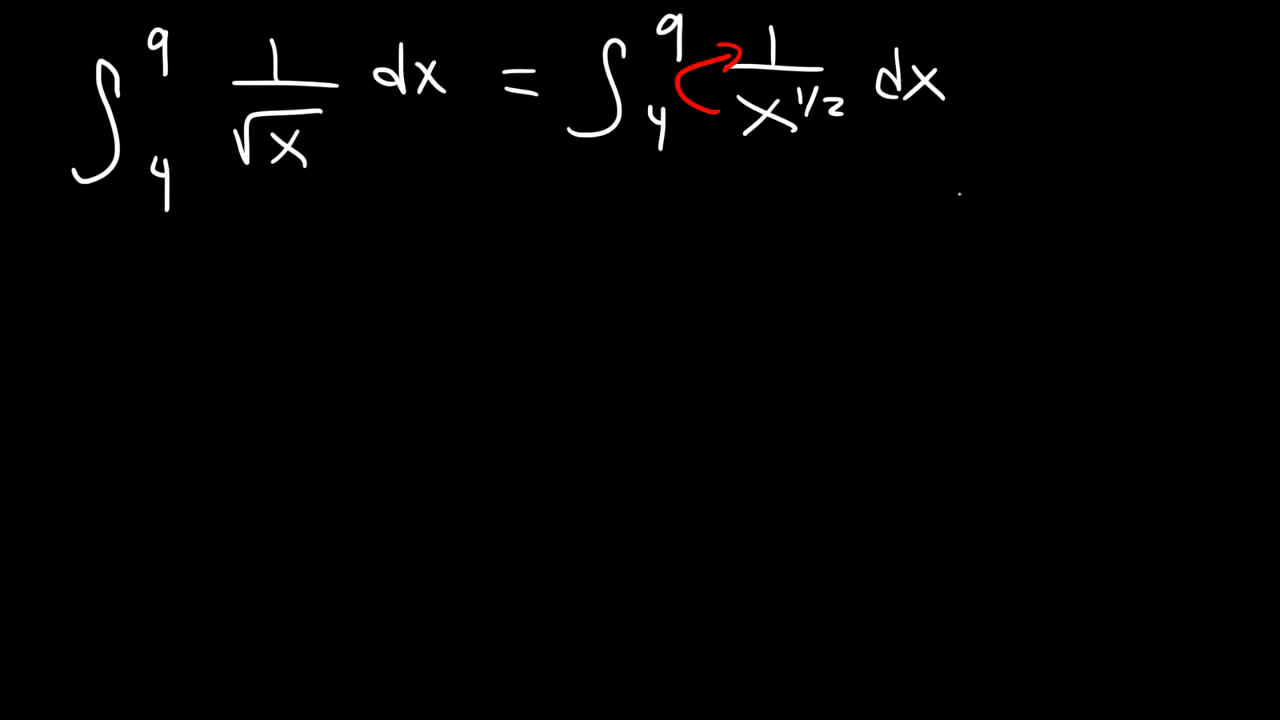 ∫₄⁹ 1/√x dx = ∫₄⁹ 1/x^{1/2} dx